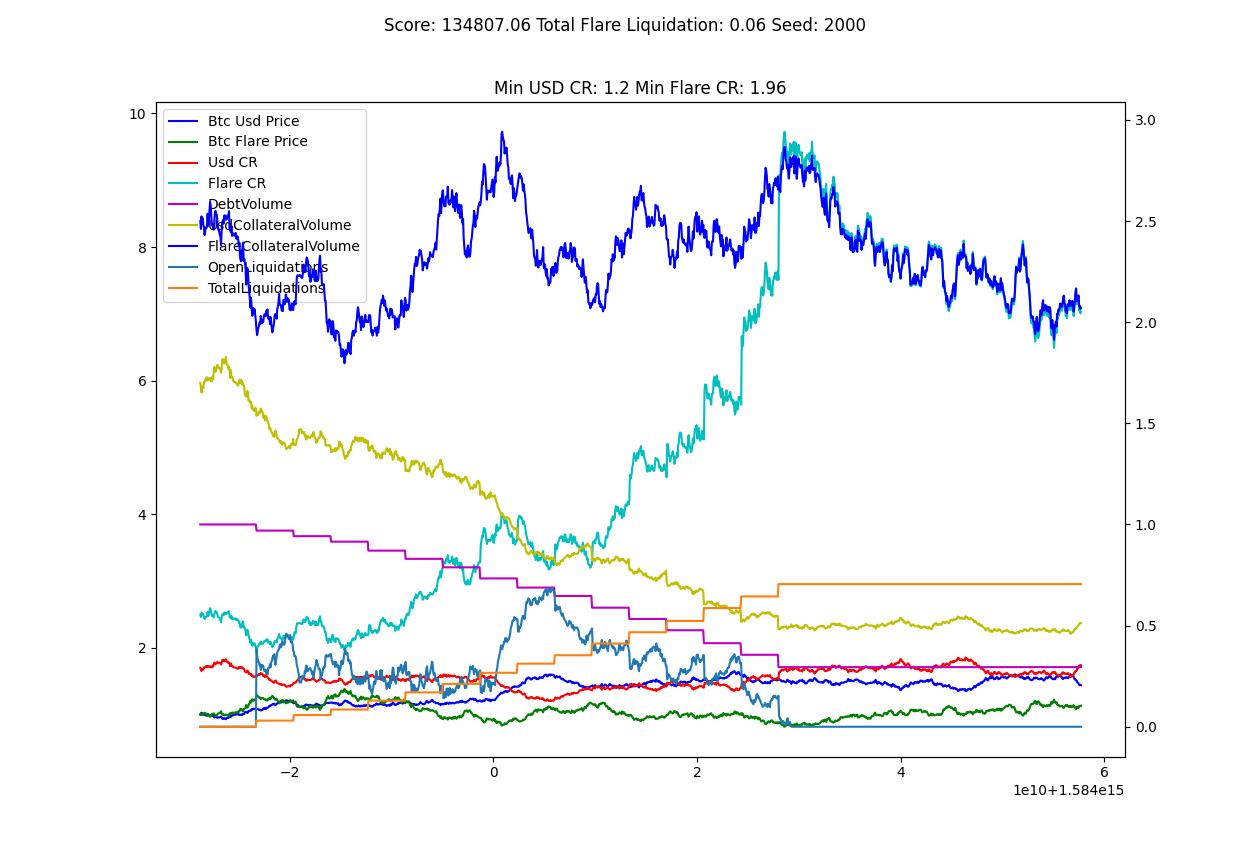 Score: 134807.06 Total Flare Liquidation: 0.06 Seed: 2000
Min USD CR: 1.2 Min Flare CR: 1.96
Btc Usd Price
Btc Flare Price
Usd CR
Flare CR
DebtVolume
UsdCollateralVolume
FlareCollateralVolume
OpenLiquidations
TotalLiquidations
10
8
6
4
2
3.0
2.5
2.0
1.5
1.0
0.5
0.0
−2
0
2
4
6
1e10+1.584e15